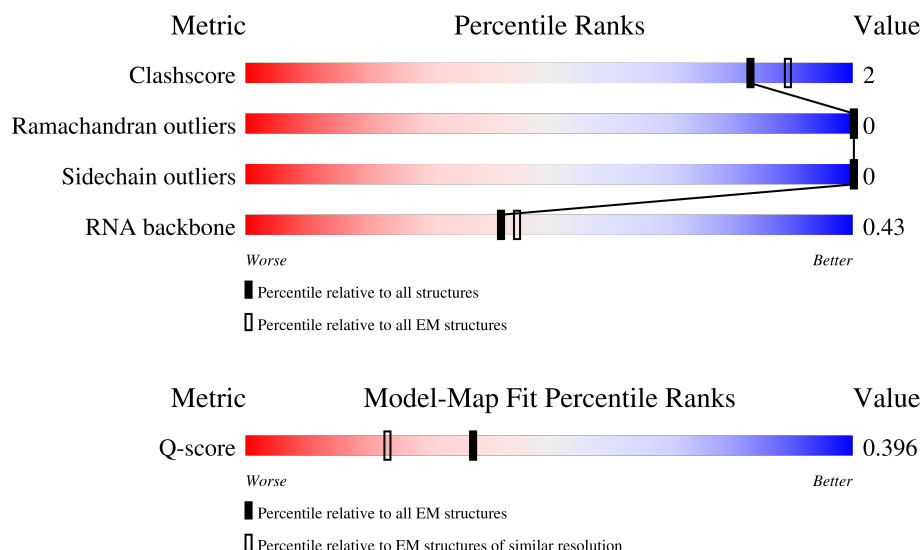 Metric Percentile Ranks Value
Clashscore 2
Ramachandran outliers 0
Sidechain outliers 0
RNA backbone 0.43
Worse Better
Percentile relative to all structures
Percentile relative to all EM structures
Metric Model-Map Fit Percentile Ranks Value
Q-score 0.396
Worse Better
Percentile relative to all EM structures
Percentile relative to EM structures of similar resolution